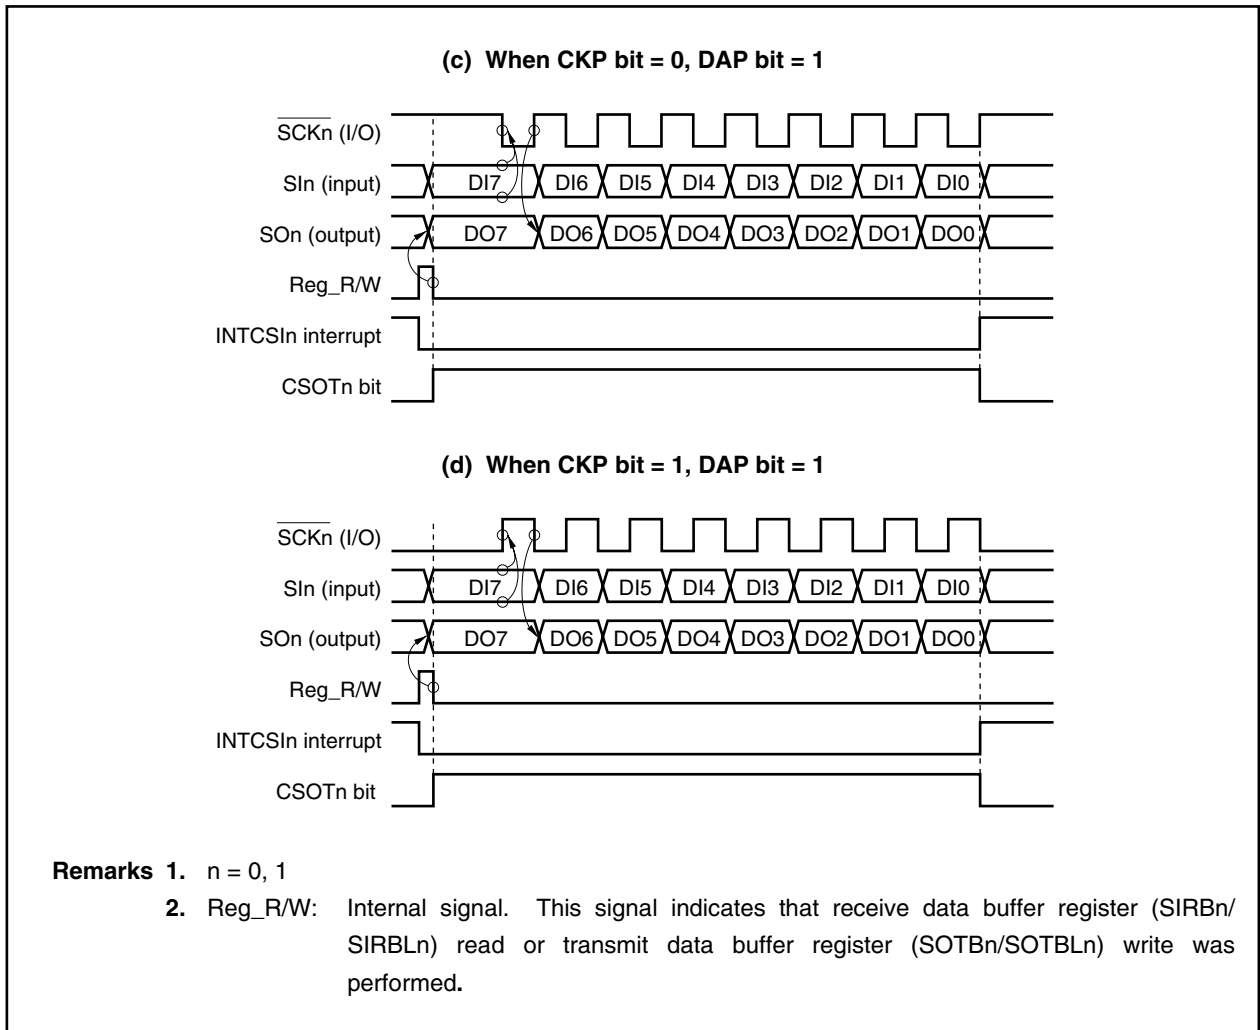 (c) When CKP bit = 0, DAP bit = 1
SCKn (I/O)
SIn (input)
DI7 DI6 DI5 DI4 DI3 DI2 DI1 DI0
SOn (output)
DO7 DO6 DO5 DO4 DO3 DO2 DO1 DO0
Reg_R/W
INTCSIn interrupt
CSOTn bit
(d) When CKP bit = 1, DAP bit = 1
SCKn (I/O)
SIn (input)
DI7 DI6 DI5 DI4 DI3 DI2 DI1 DI0
SOn (output)
DO7 DO6 DO5 DO4 DO3 DO2 DO1 DO0
Reg_R/W
INTCSIn interrupt
CSOTn bit
Remarks 1. n = 0, 1
2. Reg_R/W: Internal signal. This signal indicates that receive data buffer register (SIRBn/
SIRBLn) read or transmit data buffer register (SOTBn/SOTBLn) write was
performed.